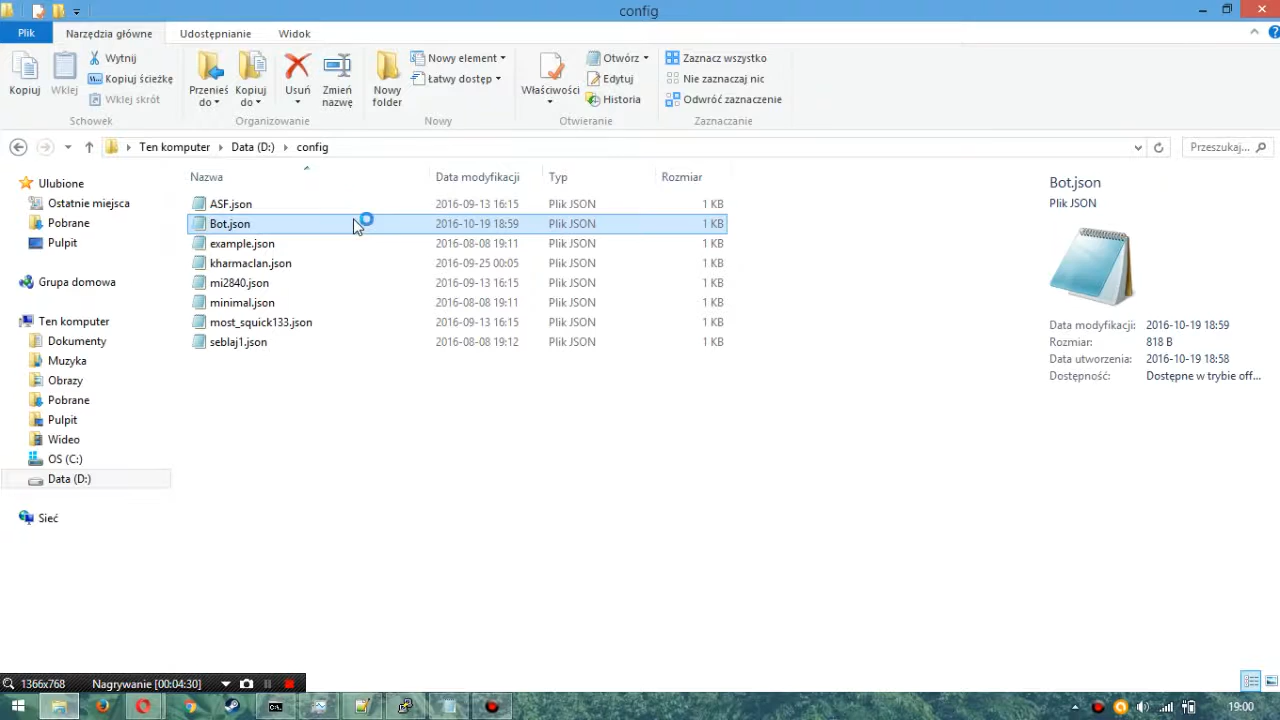 config
Plik
Narzędzia główne
Udostępnianie
Widok
Kopiuj
Wklej
Wytnij
Kopiuj ścieżkę
Wklej skrót
Schowek
Przenieś do
Kopiuj do
Usuń
Zmień nazwę
Organizowanie
Nowy folder
Nowy element
Łatwy dostęp
Nowy
Właściwości
Otwórz
Edytuj
Historia
Otwieranie
Zaznacz wszystko
Nie zaznaczaj nic
Odwróć zaznaczenie
Zaznaczanie
Ten komputer
Data (D:)
config
Przeszukaj...
Ulubione
Ostatnie miejsca
Pobrane
Pulpit
Grupa domowa
Ten komputer
Dokumenty
Muzyka
Obrazy
Pobrane
Pulpit
Wideo
OS (C:)
Data (D:)
Sieć
Nazwa Data modyfikacji Typ Rozmiar
ASF.json 2016-09-13 16:15 Plik JSON 1 KB
Bot.json 2016-10-19 18:59 Plik JSON 1 KB
example.json 2016-08-08 19:11 Plik JSON 1 KB
kharmaclan.json 2016-09-25 00:05 Plik JSON 1 KB
mi2840.json 2016-09-13 16:15 Plik JSON 1 KB
minimal.json 2016-08-08 19:11 Plik JSON 1 KB
most_squick133.json 2016-09-13 16:15 Plik JSON 1 KB
seblaj1.json 2016-08-08 19:12 Plik JSON 1 KB
Bot.json
Plik JSON
Data modyfikacji: 2016-10-19 18:59
Rozmiar: 818 B
Data utworzenia: 2016-10-19 18:58
Dostępność: Dostępne w trybie off...
1366x768 Nagrywanie [00:04:30]
19:00